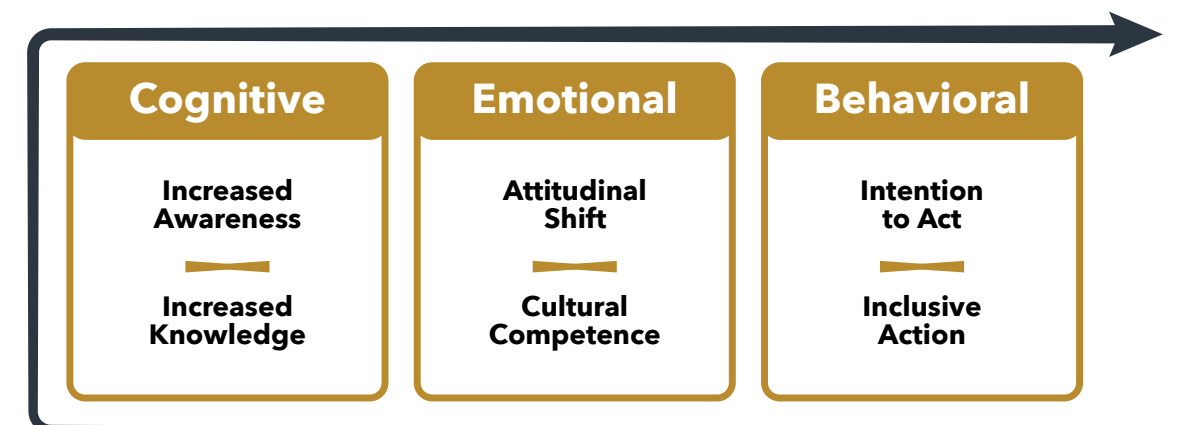 Cognitive
Increased
Awareness
Increased
Knowledge
Emotional
Attitudinal
Shift
Cultural
Competence
Behavioral
Intention
to Act
Inclusive
Action